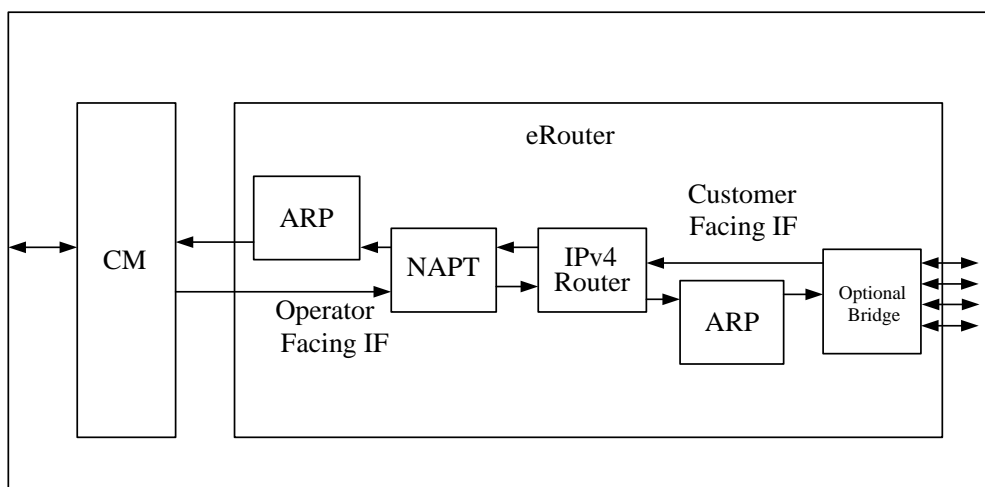 eRouter
Customer
Facing IF
ARP
CM
NAPT
IPv4
Router
Operator
Facing IF
ARP
Optional
Bridge